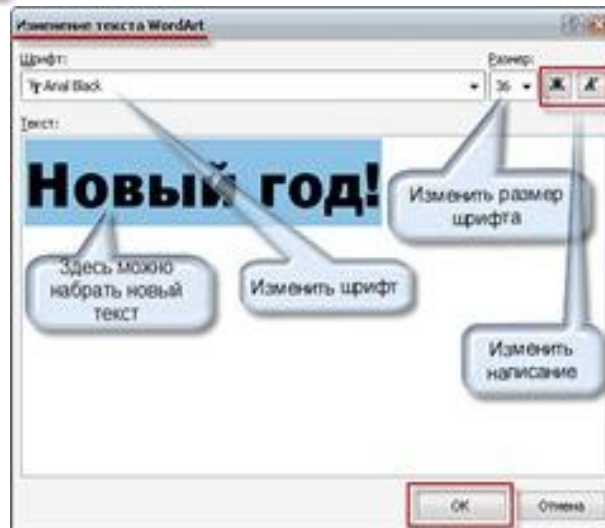 Изменение текста WordArt
Шрифт:
Размер:
Arial Black
36
Ж
К
Текст:
Новый год!
Изменить размер
шрифта
Здесь можно
набрать новый
текст
Изменить шрифт
Изменить
написание
OK
Отмена